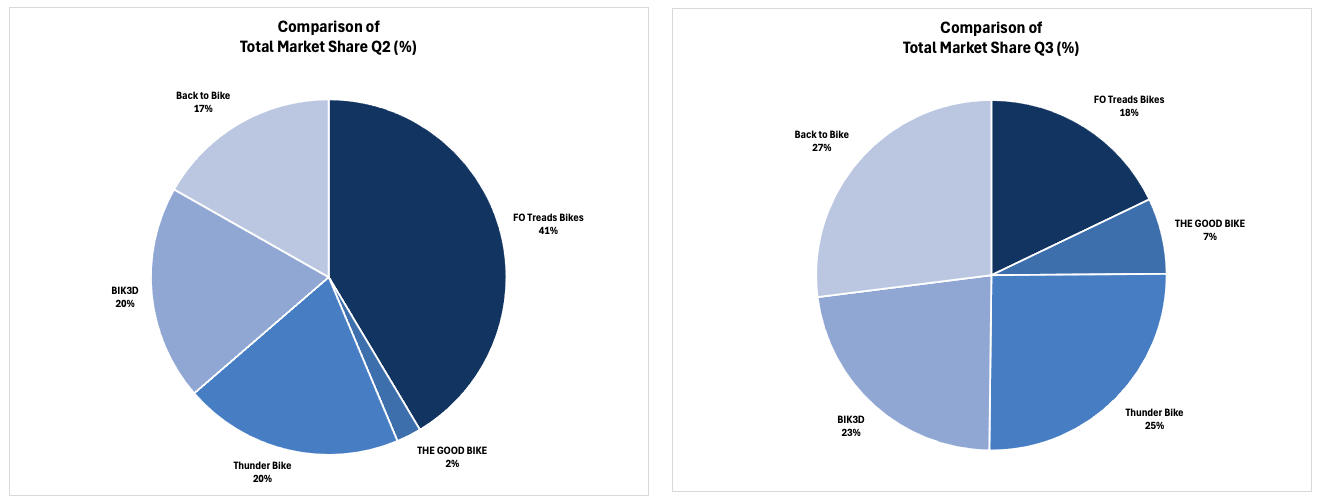 Comparison of
Total Market Share Q2 (%)
Back to Bike
17%
FO Treads Bikes
41%
BIK3D
20%
THE GOOD BIKE
2%
Thunder Bike
20%
Comparison of
Total Market Share Q3 (%)
FO Treads Bikes
18%
Back to Bike
27%
THE GOOD BIKE
7%
BIK3D
23%
Thunder Bike
25%